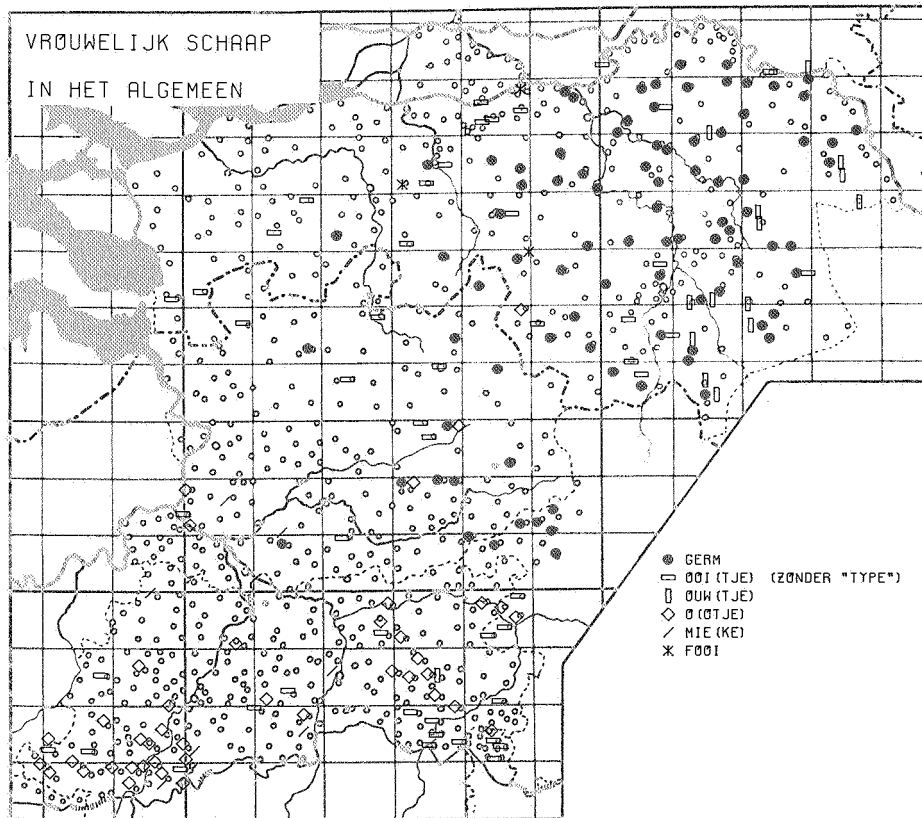 VROUWELIJK SCHAAP
IN HET ALGEMEEN
GERM
OOI(TJE) (ZONDER "TYPE")
OUW(TJE)
O(OTJE)
MIE(KE)
FOOI